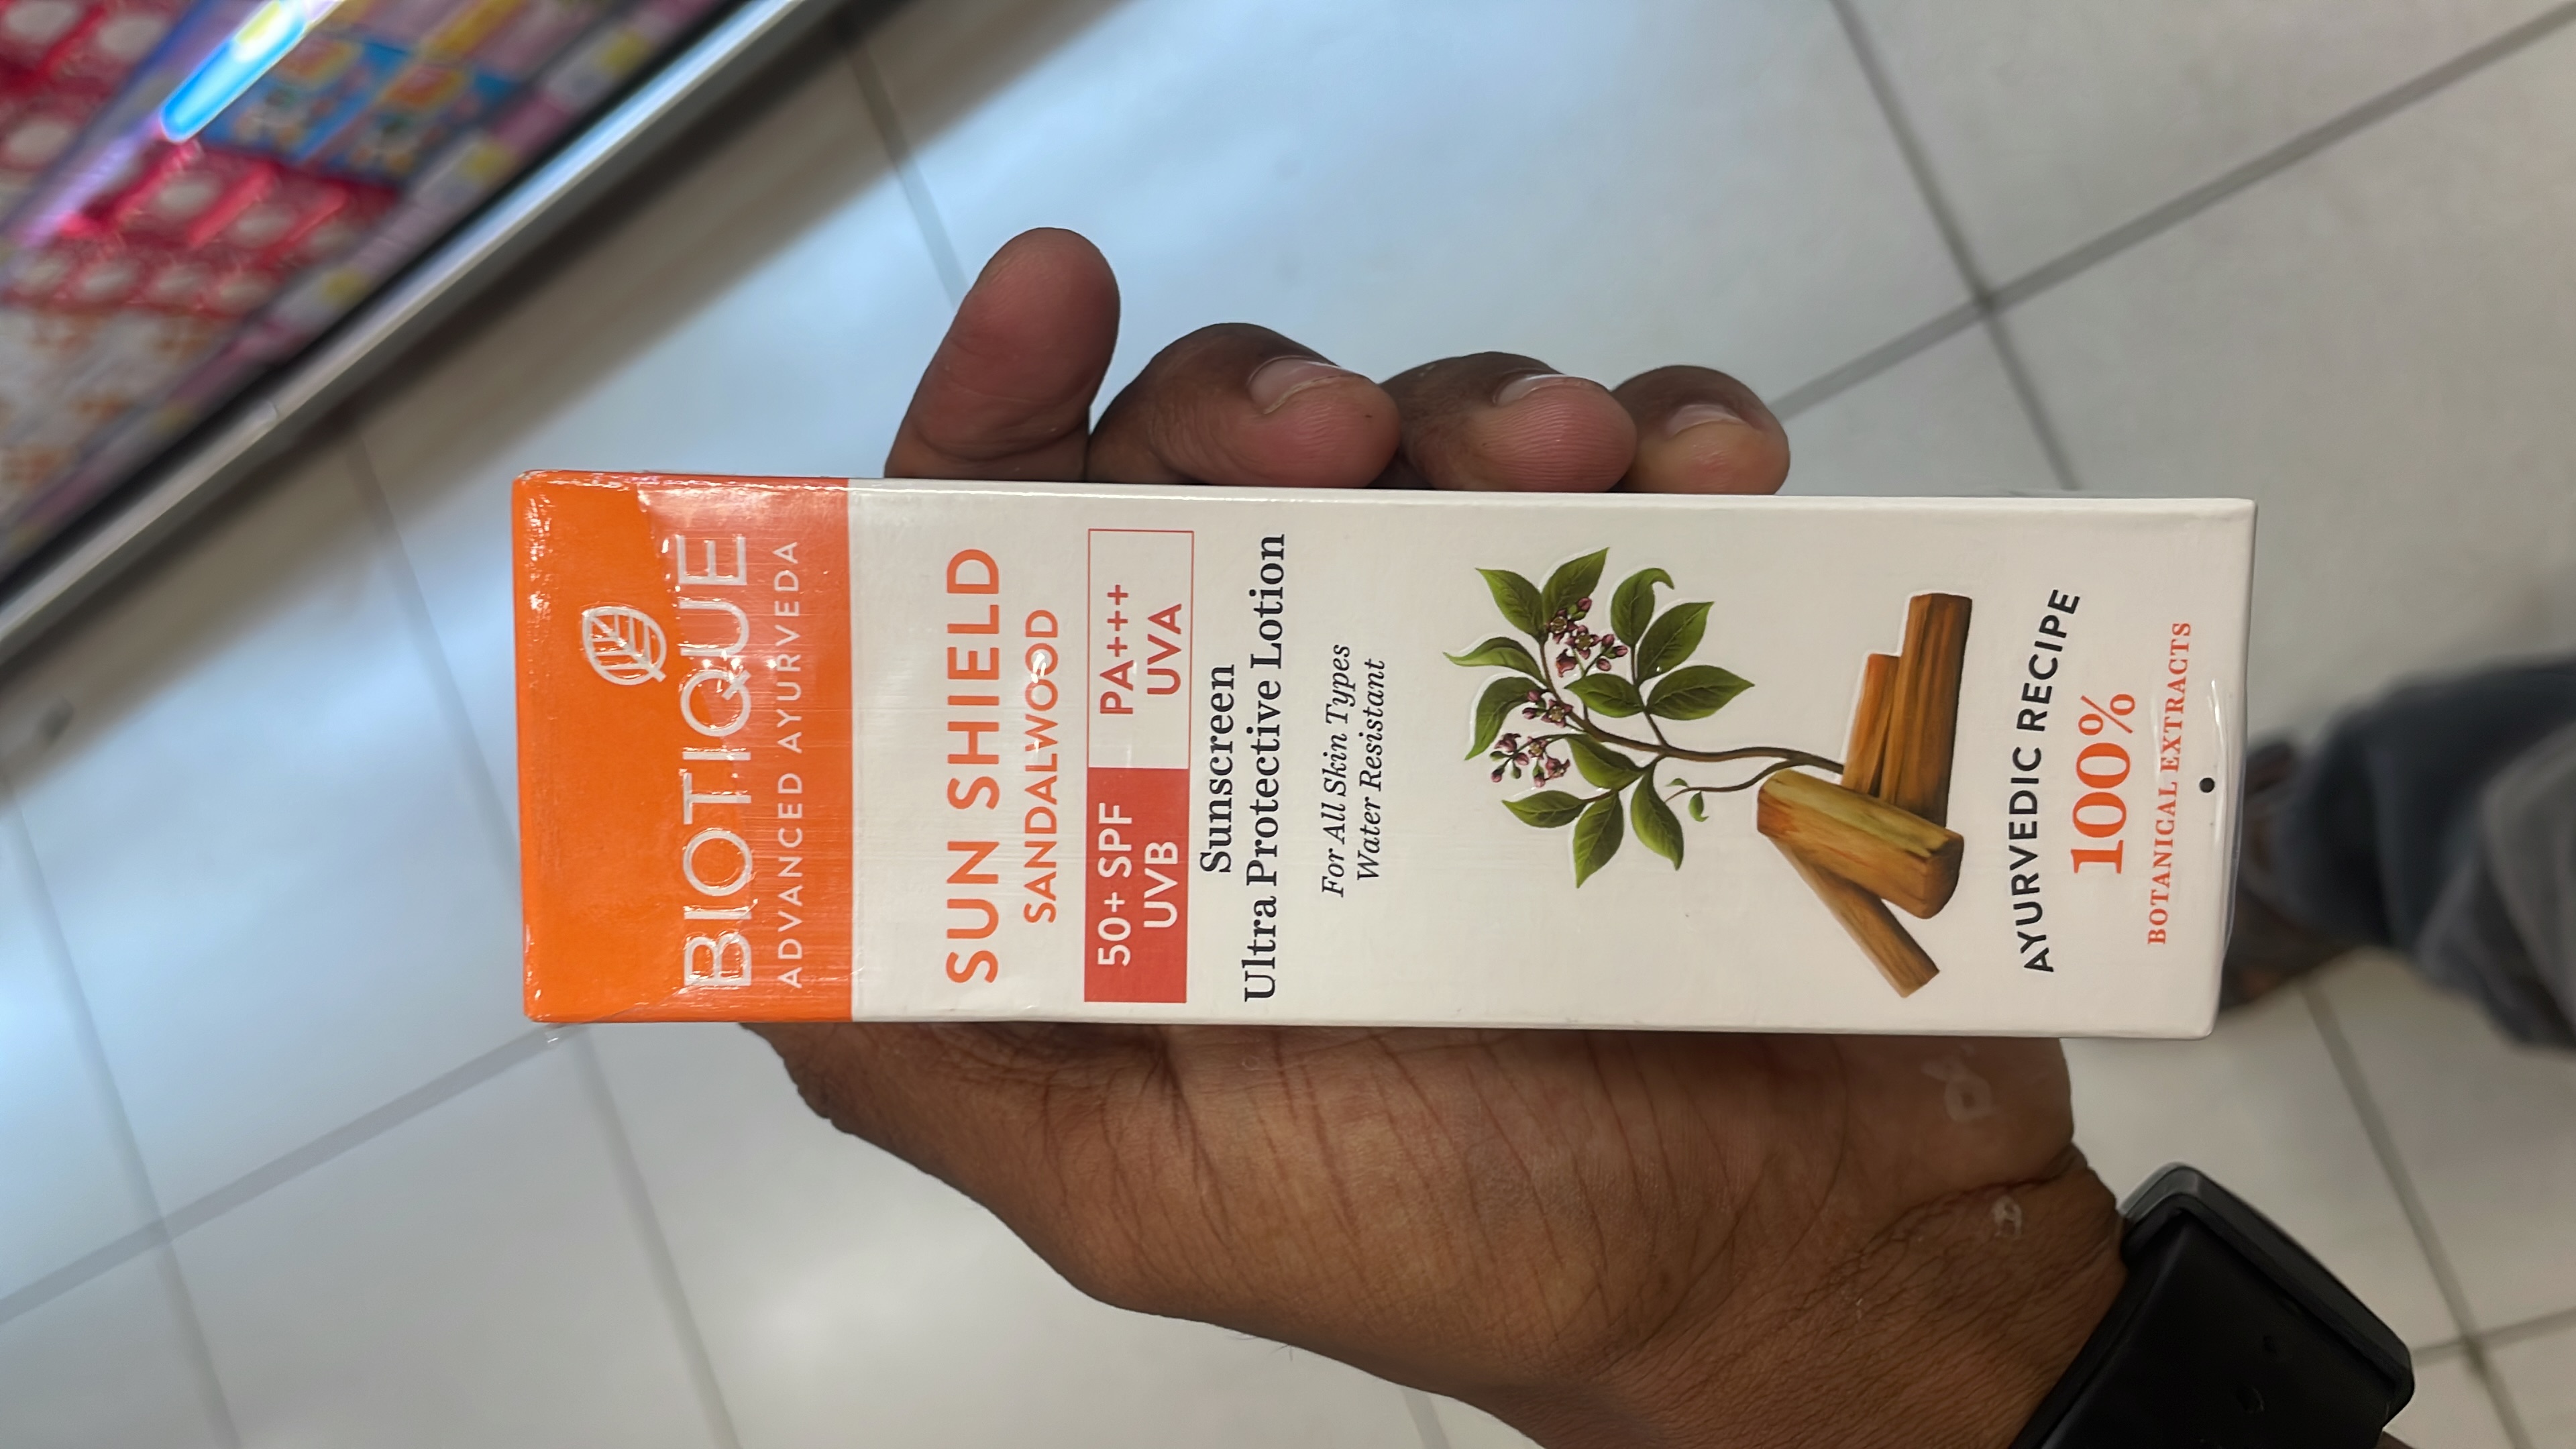 BIOTIQUE
ADVANCED AYURVEDA
SUN SHIELD
SANDALWOOD
50+ SPF
UVB
PA+++
UVA
Sunscreen
Ultra Protective Lotion
For All Skin Types
Water Resistant
AYURVEDIC RECIPE
100%
BOTANICAL EXTRACTS